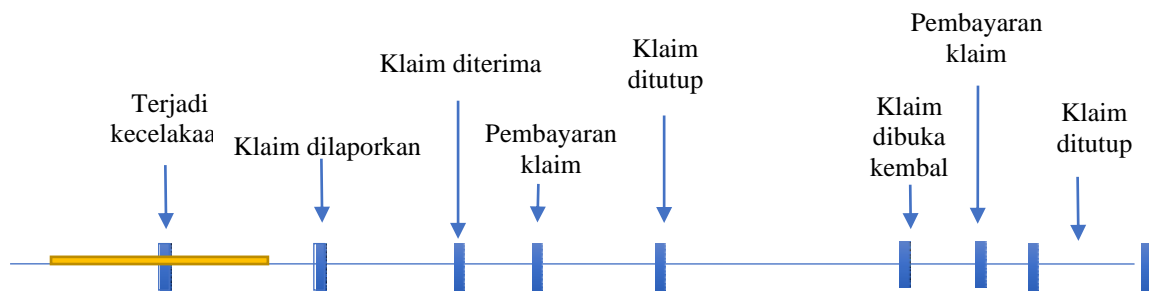 Terjadi
kecelakaa
Klaim dilaporkan
Klaim diterima
Pembayaran
klaim
Klaim
ditutup
Klaim
dibuka
kembal
Pembayaran
klaim
Klaim
ditutup